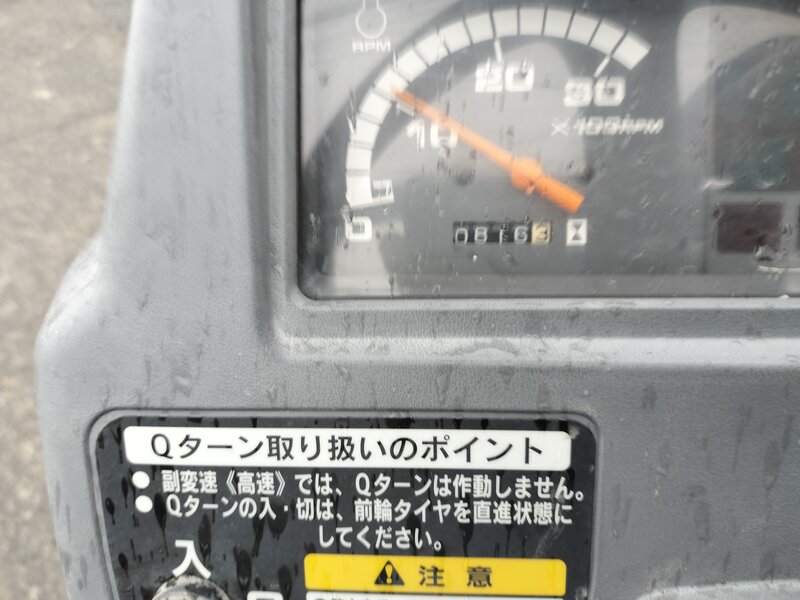 RPM
20
30
10
×100RPM
0
Qターン取り扱いのポイント
● 副変速《高速》では、Qターンは作動しません。
● Qターンの入・切は、前輪タイヤを直進状態に
してください。
入
注意